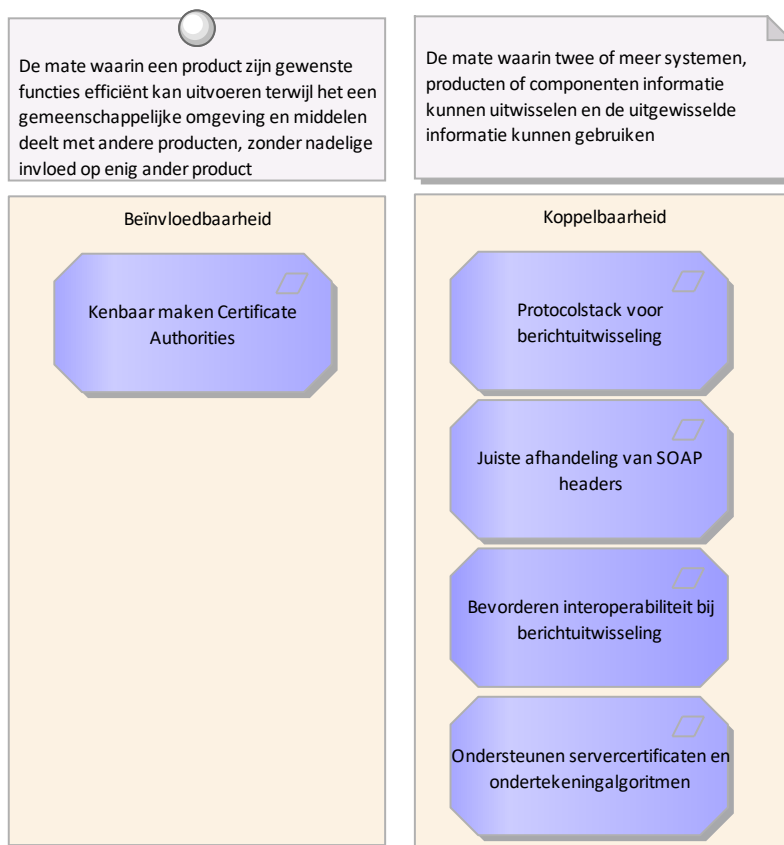 De mate waarin een product zijn gewenste
functies efficiënt kan uitvoeren terwijl het een
gemeenschappelijke omgeving en middelen
deelt met andere producten, zonder nadelige
invloed op enig ander product
De mate waarin twee of meer systemen,
producten of componenten informatie
kunnen uitwisselen en de uitgewisselde
informatie kunnen gebruiken
Beïnvloedbaarheid
Kenbaar maken Certificate
Authorities
Koppelbaarheid
Protocolstack voor
berichtuitwisseling
Juiste afhandeling van SOAP
headers
Bevorderen interoperabiliteit bij
berichtuitwisseling
Ondersteunen servercertificaten en
ondertekeningalgoritmen